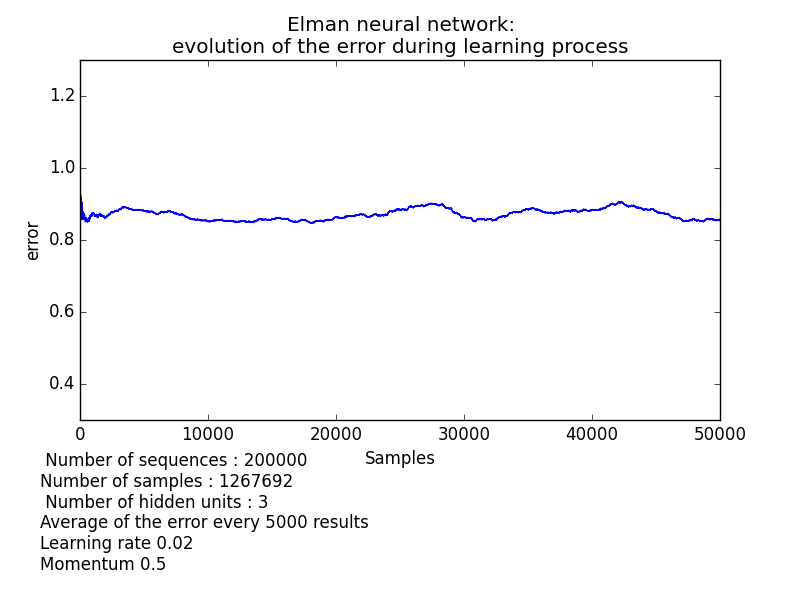 Elman neural network:
evolution of the error during learning process
1.2
1.0
0.8
0.6
0.4
error
0 10000 20000 30000 40000 50000
Samples
Number of sequences : 200000
Number of samples : 1267692
Number of hidden units : 3
Average of the error every 5000 results
Learning rate 0.02
Momentum 0.5